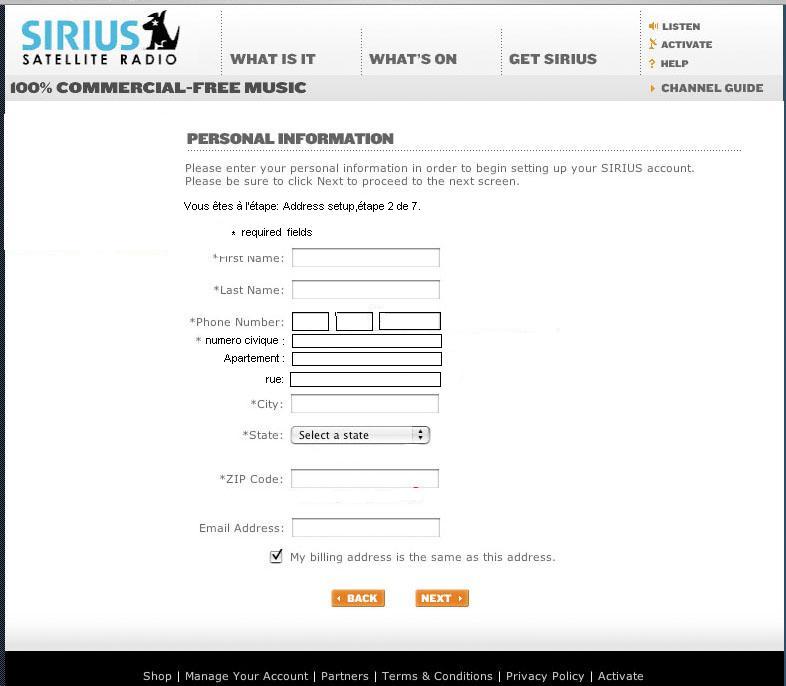 SIRIUS
SATELLITE RADIO
WHAT IS IT
WHAT'S ON
GET SIRIUS
LISTEN
ACTIVATE
? HELP
100% COMMERCIAL-FREE MUSIC
CHANNEL GUIDE
PERSONAL INFORMATION
Please enter your personal information in order to begin setting up your SIRIUS account.
Please be sure to click Next to proceed to the next screen.
Vous êtes à l'étape: Address setup,étape 2 de 7.
* required fields
*First Name:
*Last Name:
*Phone Number:
* numero civique :
Apartement :
rue:
*City:
*State: Select a state
*ZIP Code:
Email Address:
My billing address is the same as this address.
BACK NEXT
Shop | Manage Your Account | Partners | Terms & Conditions | Privacy Policy | Activate